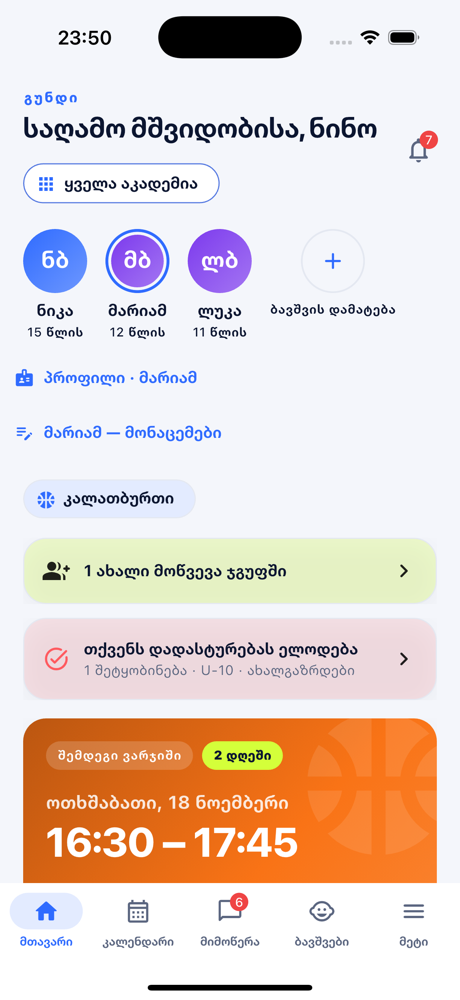 23:50
გუნდი
საღამო მშვიდობისა, ნინო
7
ყველა აკადემია
ნბ
მბ
ლბ
ნიკა
მარიამ
ლუკა
ბავშვის დამატება
15 წლის
12 წლის
11 წლის
პროფილი · მარიამ
მარიამ — მონაცემები
კალათბურთი
1 ახალი მოწვევა ჯგუფში
თქვენს დადასტურებას ელოდება
1 შეტყობინება · U-10 · ახალგაზრდები
შემდეგი ვარჯიში
2 დღეში
ოთხშაბათი, 18 ნოემბერი
16:30 – 17:45
6
მთავარი
კალენდარი
მიმოწერა
ბავშვები
მეტი